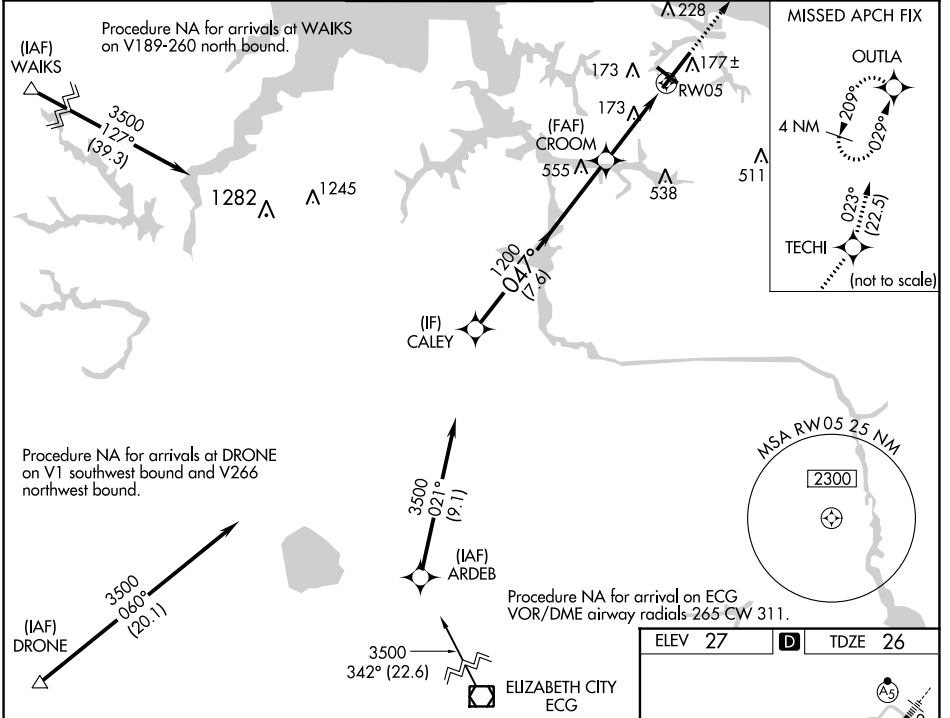 Procedure NA for arrivals at WAIKS
on V189-260 north bound.
(IAF)
WAIKS
3500
127°
(39.3)
1282
1245
228
173
177±
RW05
173
(FAF)
CROOM
555
538
511
1200
047°
(7.6)
(IF)
CALEY
MISSED APCH FIX
OUTLA
209°
029°
4 NM
023°
(22.5)
TECHI
(not to scale)
Procedure NA for arrivals at DRONE
on V1 southwest bound and V266
northwest bound.
3500
060°
(20.1)
(IAF)
DRONE
3500
021°
(9.1)
(IAF)
ARDEB
MSA RW05 25 NM
2300
Procedure NA for arrival on ECG
VOR/DME airway radials 265 CW 311.
3500
342° (22.6)
ELIZABETH CITY
ECG
ELEV 27 D TDZE 26
A5